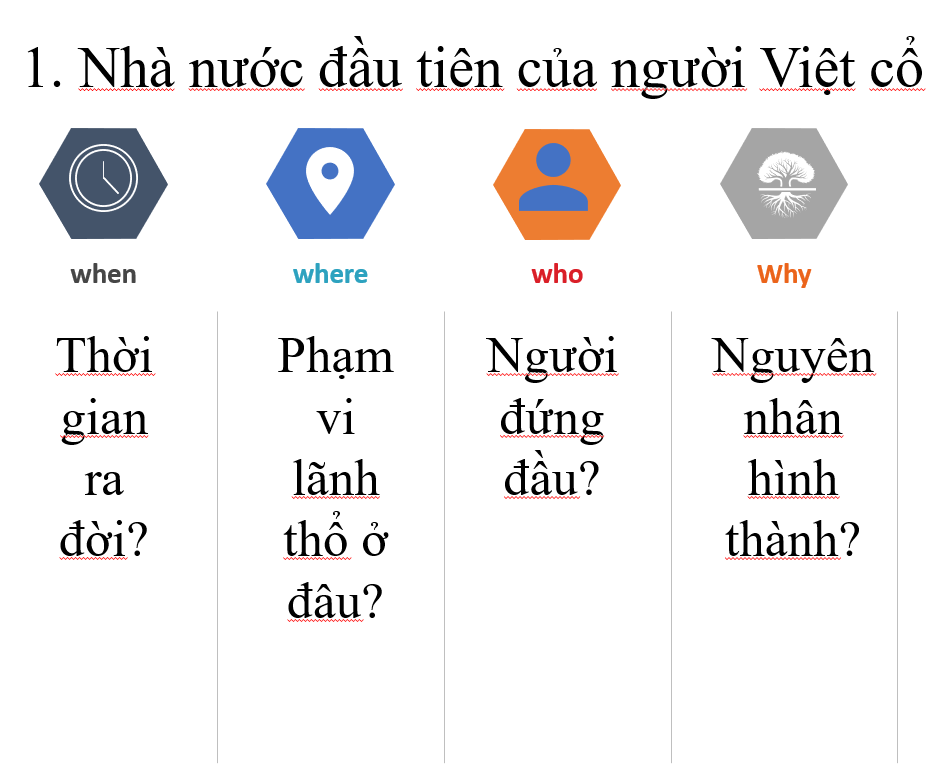 1. Nhà nước đầu tiên của người Việt cổ
when
where
who
Why
Thời
gian
ra
đời?
Phạm
vi
lãnh
thổ ở
đâu?
Người
đứng
đầu?
Nguyên
nhân
hình
thành?